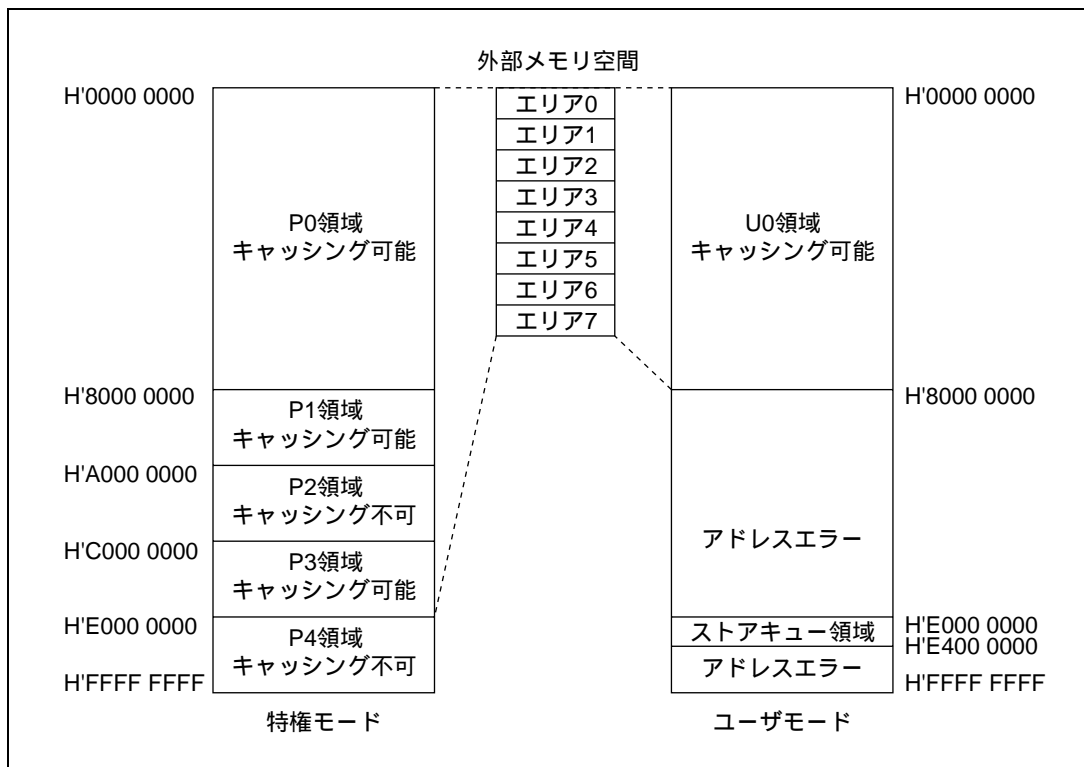 外部メモリ空間
H'0000 0000
エリア0
H'0000 0000
エリア1
エリア2
エリア3
P0領域
キャッシング可能
エリア4
U0領域
キャッシング可能
エリア5
エリア6
エリア7
H'8000 0000
P1領域
キャッシング可能
H'8000 0000
H'A000 0000
P2領域
キャッシング不可
H'C000 0000
P3領域
キャッシング可能
アドレスエラー
H'E000 0000
P4領域
キャッシング不可
ストアキュー領域
H'E000 0000
H'E400 0000
アドレスエラー
H'FFFF FFFF
H'FFFF FFFF
特権モード
ユーザモード